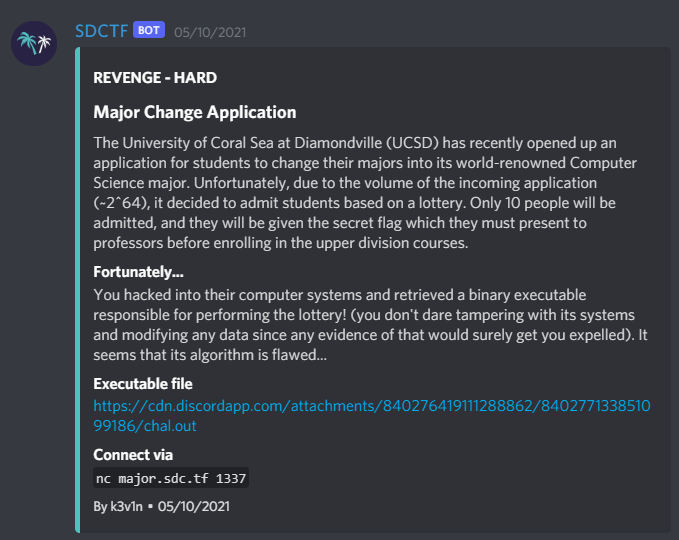 SDCTF BOT 05/10/2021
REVENGE - HARD
Major Change Application
The University of Coral Sea at Diamondville (UCSD) has recently opened up an
application for students to change their majors into its world-renowned Computer
Science major. Unfortunately, due to the volume of the incoming application
(~2^64), it decided to admit students based on a lottery. Only 10 people will be
admitted, and they will be given the secret flag which they must present to
professors before enrolling in the upper division courses.
Fortunately...
You hacked into their computer systems and retrieved a binary executable
responsible for performing the lottery! (you don't dare tampering with its systems
and modifying any data since any evidence of that would surely get you expelled). It
seems that its algorithm is flawed...
Executable file
https://cdn.discordapp.com/attachments/840276419111288862/8402771338510
99186/chal.out
Connect via
nc major.sdc.tf 1337
By k3v1n • 05/10/2021